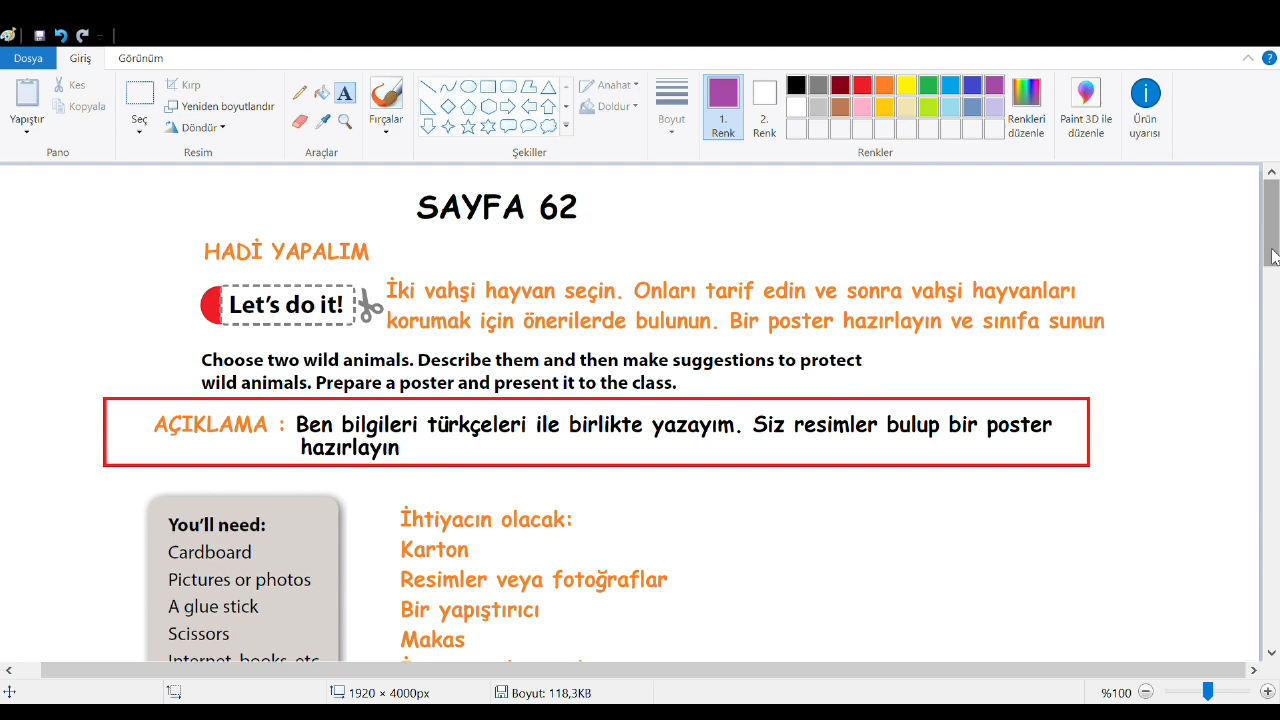 Dosya Giriş Görünüm
Yapıştır
Kes
Kopyala
Pano
Seç
Kırp
Yeniden boyutlandır
Döndür
Resim
A
Araçlar
Fırçalar
Şekiller
Anahat
Doldur
Boyut
1. Renk
2. Renk
Renkleri düzenle
Renkler
Paint 3D ile düzenle
Ürün uyarısı
SAYFA 62
HADİ YAPALIM
Let's do it!
İki vahşi hayvan seçin. Onları tarif edin ve sonra vahşi hayvanları
korumak için önerilerde bulunun. Bir poster hazırlayın ve sınıfa sunun
Choose two wild animals. Describe them and then make suggestions to protect
wild animals. Prepare a poster and present it to the class.
AÇIKLAMA : Ben bilgileri türkçeleri ile birlikte yazayım. Siz resimler bulup bir poster
hazırlayın
You'll need:
Cardboard
Pictures or photos
A glue stick
Scissors
Internet, books, etc.
İhtiyacın olacak:
Karton
Resimler veya fotoğraflar
Bir yapıştırıcı
Makas
1920 × 4000px
Boyut: 118,3KB
%100